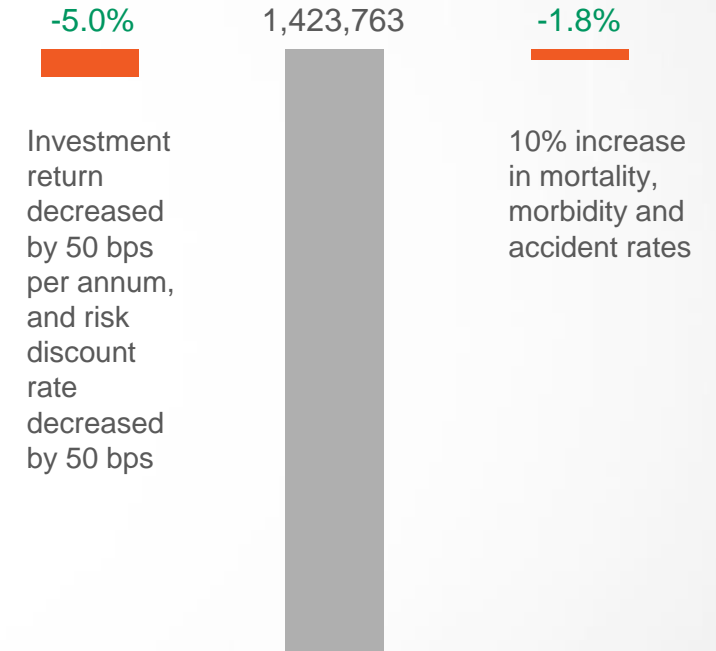 -5.0%
1,423,763
-1.8%
Investment
return
decreased
by 50 bps
per annum,
and risk
discount
rate
decreased
by 50 bps
10% increase
in mortality,
morbidity and
accident rates